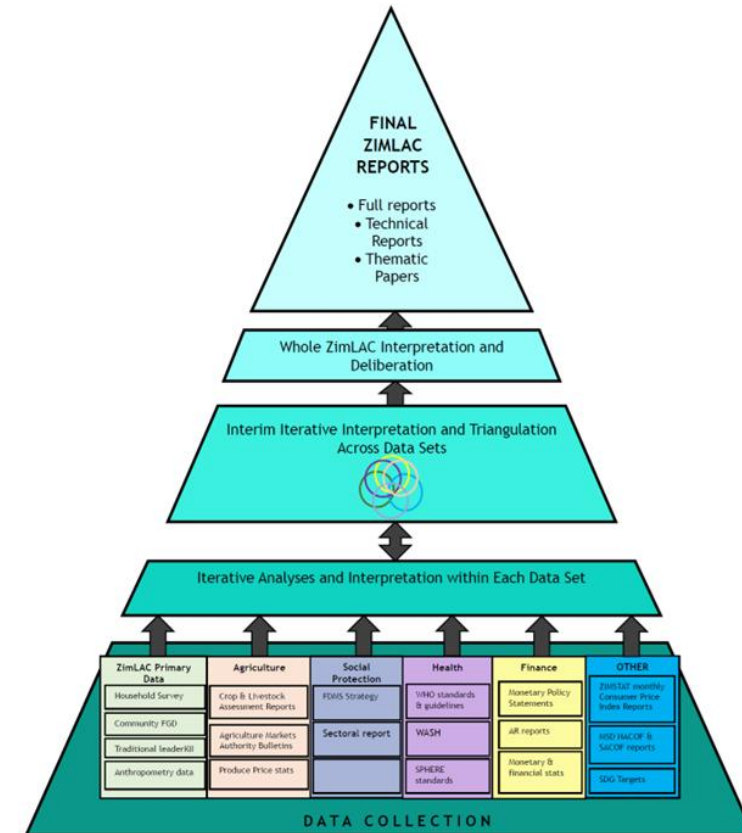 FINAL
ZIMLAC
REPORTS
• Full reports
• Technical
Reports
• Thematic
Papers
Whole ZimLAC Interpretation and
Deliberation
Interim Iterative Interpretation and Triangulation
Across Data Sets
Iterative Analyses and Interpretation within Each Data Set
ZimLAC Primary
Data
Household Survey
Community FGD
Traditional leaderKII
Anthropometry data
Agriculture
Crop & Livestock
Assessment Reports
Agriculture Markets
Authority Bulletins
Produce Price stats
Social
Protection
FDNS Strategy
Sectoral report
Health
WHO standards
& guidelines
WASH
SPHERE
standards
Finance
Monetary Policy
Statements
AR reports
Monetary &
financial stats
OTHER
ZIMSTAT monthly
Consumer Price
Index Reports
MSD NACOF &
SACOF reports
SDG Targets
DATA COLLECTION